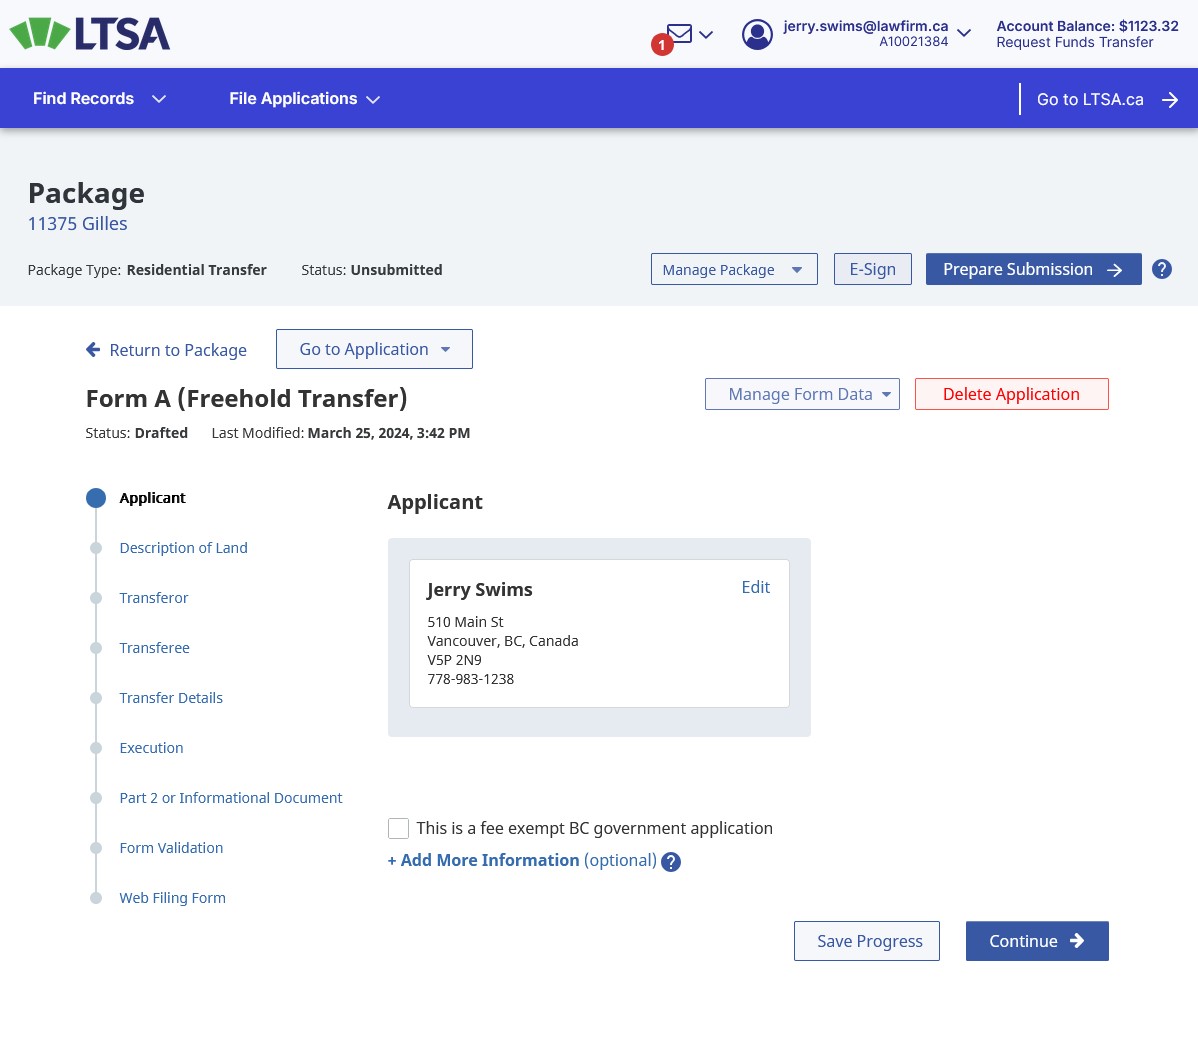 LTSA
1
jerry.swims@lawfirm.ca
A10021384
Account Balance: $1123.32
Request Funds Transfer
Find Records
File Applications
Go to LTSA.ca
Package
11375 Gilles
Package Type: Residential Transfer
Status: Unsubmitted
Manage Package
E-Sign
Prepare Submission
?
Return to Package
Go to Application
Form A (Freehold Transfer)
Manage Form Data
Delete Application
Status: Drafted
Last Modified: March 25, 2024, 3:42 PM
Applicant
Description of Land
Transferor
Transferee
Transfer Details
Execution
Part 2 or Informational Document
Form Validation
Web Filing Form
Applicant
Jerry Swims
Edit
510 Main St
Vancouver, BC, Canada
V5P 2N9
778-983-1238
This is a fee exempt BC government application
+ Add More Information (optional) ?
Save Progress
Continue